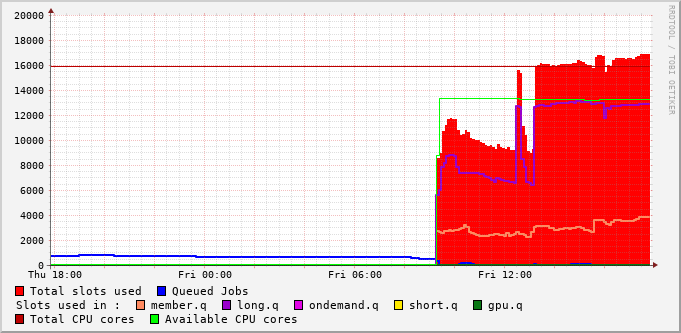 20000
18000
16000
14000
12000
10000
8000
6000
4000
2000
0
Thu 18:00 Fri 00:00 Fri 06:00 Fri 12:00
RRDTOOL / TOBI OETIKER
Total slots used Queued Jobs
Slots used in : member.q long.q ondemand.q short.q gpu.q
Total CPU cores Available CPU cores